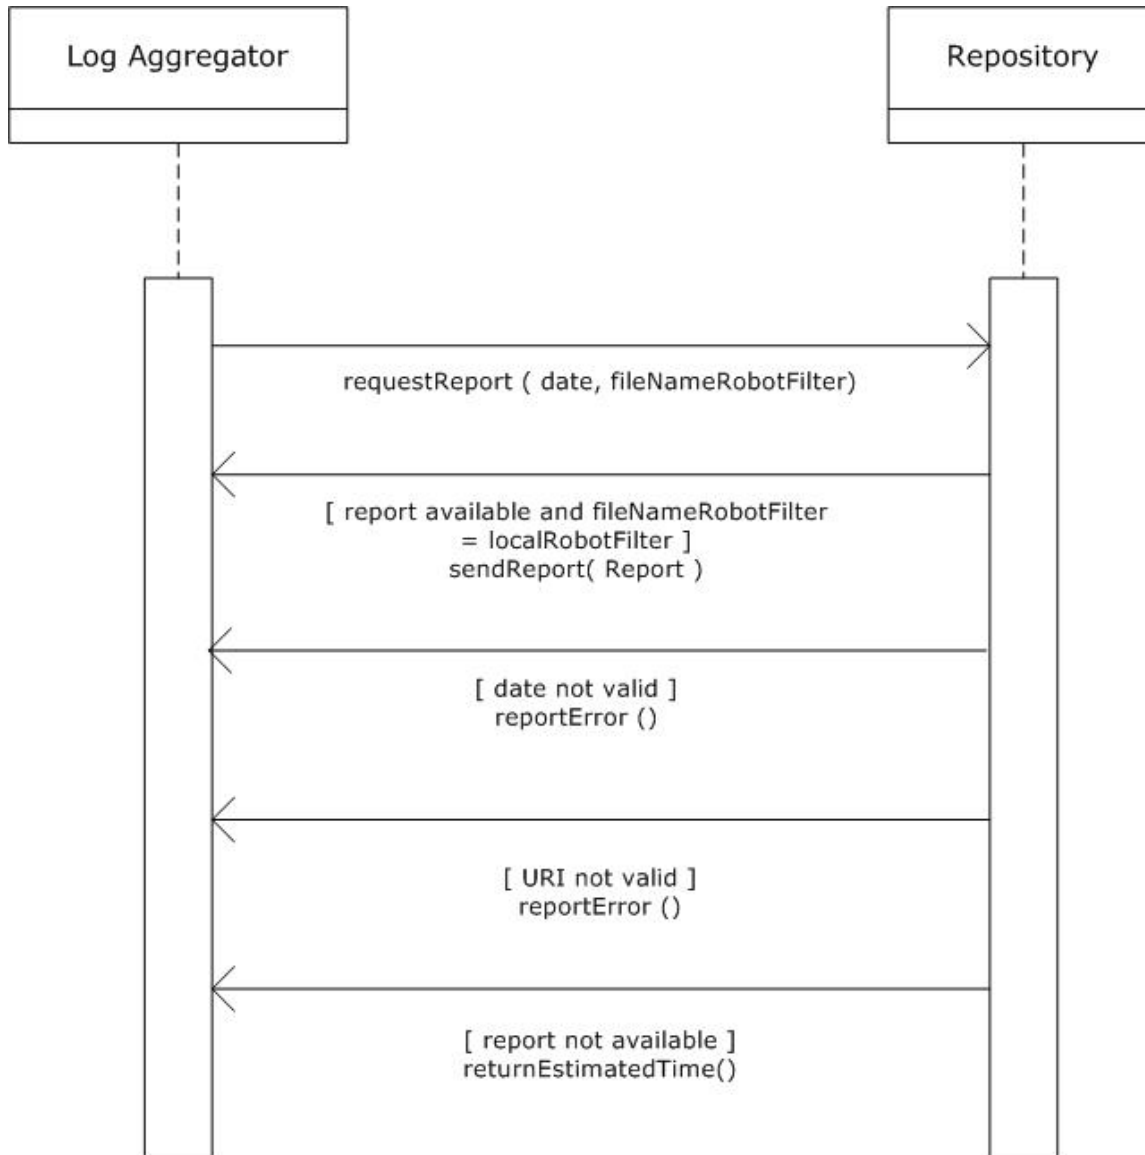 Log Aggregator
Repository
requestReport ( date, fileNameRobotFilter)
[ report available and fileNameRobotFilter
= localRobotFilter ]
sendReport( Report )
[ date not valid ]
reportError ()
[ URI not valid ]
reportError ()
[ report not available ]
returnEstimatedTime()